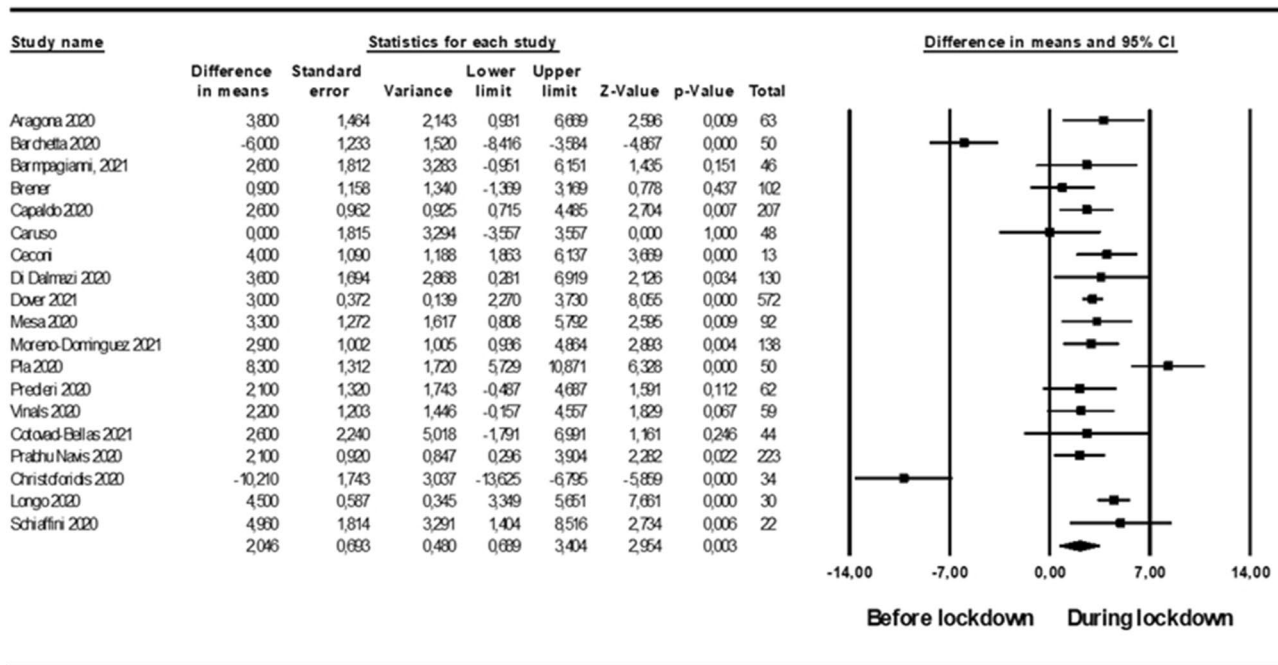 Study name Statistics for each study Difference in means and 95% CI
Difference Standard Lower Upper
in means error Variance limit limit Z-Value p-Value Total
Aragona 2020 3,800 1,464 2,143 0,931 6,669 2,596 0,009 63
Barchetta 2020 -6,000 1,233 1,520 -8,416 -3,584 -4,867 0,000 50
Barmpagianni, 2021 2,600 1,812 3,283 -0,951 6,151 1,435 0,151 46
Brener 0,900 1,158 1,340 -1,369 3,169 0,778 0,437 102
Capaldo 2020 2,600 0,962 0,925 0,715 4,485 2,704 0,007 207
Caruso 0,000 1,815 3,294 -3,557 3,557 0,000 1,000 48
Ceconi 4,000 1,090 1,188 1,863 6,137 3,669 0,000 13
Di Dalmazi 2020 3,600 1,694 2,868 0,281 6,919 2,126 0,034 130
Dover 2021 3,000 0,372 0,139 2,270 3,730 8,055 0,000 572
Mesa 2020 3,300 1,272 1,617 0,808 5,792 2,595 0,009 92
Moreno-Dominguez 2021 2,900 1,002 1,005 0,936 4,864 2,893 0,004 138
Pla 2020 8,300 1,312 1,720 5,729 10,871 6,328 0,000 50
Prederi 2020 2,100 1,320 1,743 -0,487 4,687 1,591 0,112 62
Vinals 2020 2,200 1,203 1,446 -0,157 4,557 1,829 0,067 59
Cotovad-Bellas 2021 2,600 2,240 5,018 -1,791 6,991 1,161 0,246 44
Prabhu Navis 2020 2,100 0,920 0,847 0,296 3,904 2,282 0,022 223
Christoforidis 2020 -10,210 1,743 3,037 -13,625 -6,795 -5,859 0,000 34
Longo 2020 4,500 0,587 0,345 3,349 5,651 7,661 0,000 30
Schiaffini 2020 4,960 1,814 3,291 1,404 8,516 2,734 0,006 22
2,046 0,693 0,480 0,689 3,404 2,954 0,003
-14,00 -7,00 0,00 7,00 14,00
Before lockdown During lockdown